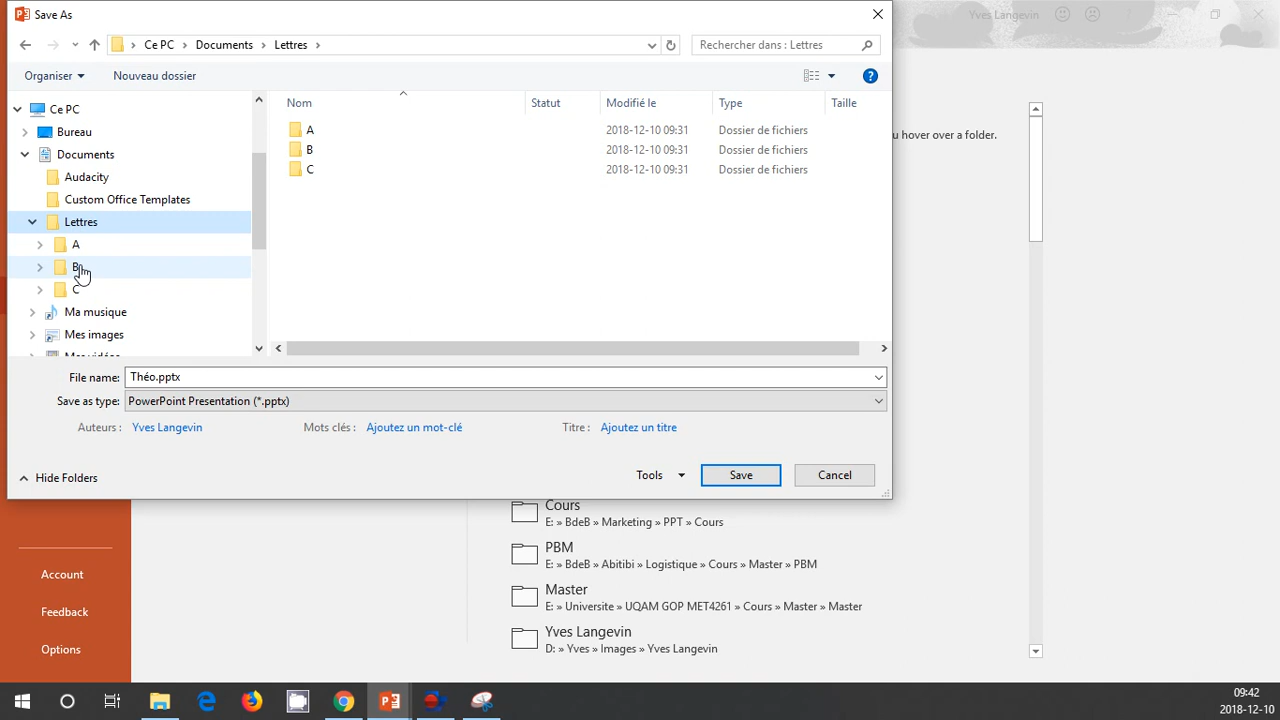 Save As
Yves Langevin
Ce PC
Documents
Lettres
Rechercher dans : Lettres
Organiser
Nouveau dossier
Ce PC
Bureau
Documents
Audacity
Custom Office Templates
Lettres
A
B
C
Ma musique
Mes images
Mes vidéos
Nom
Statut
Modifié le
Type
Taille
A 2018-12-10 09:31 Dossier de fichiers
B 2018-12-10 09:31 Dossier de fichiers
C 2018-12-10 09:31 Dossier de fichiers
u hover over a folder.
File name: Théo.pptx
Save as type: PowerPoint Presentation (*.pptx)
Auteurs : Yves Langevin
Mots clés : Ajoutez un mot-clé
Titre : Ajoutez un titre
Hide Folders
Tools
Save
Cancel
Cours
E: » BdeB » Marketing » PPT » Cours
PBM
E: » BdeB » Abitibi » Logistique » Cours » Master » PBM
Master
E: » Universite » UQAM GOP MET4261 » Cours » Master » Master
Yves Langevin
D: » Yves » Images » Yves Langevin
Account
Feedback
Options
09:42
2018-12-10